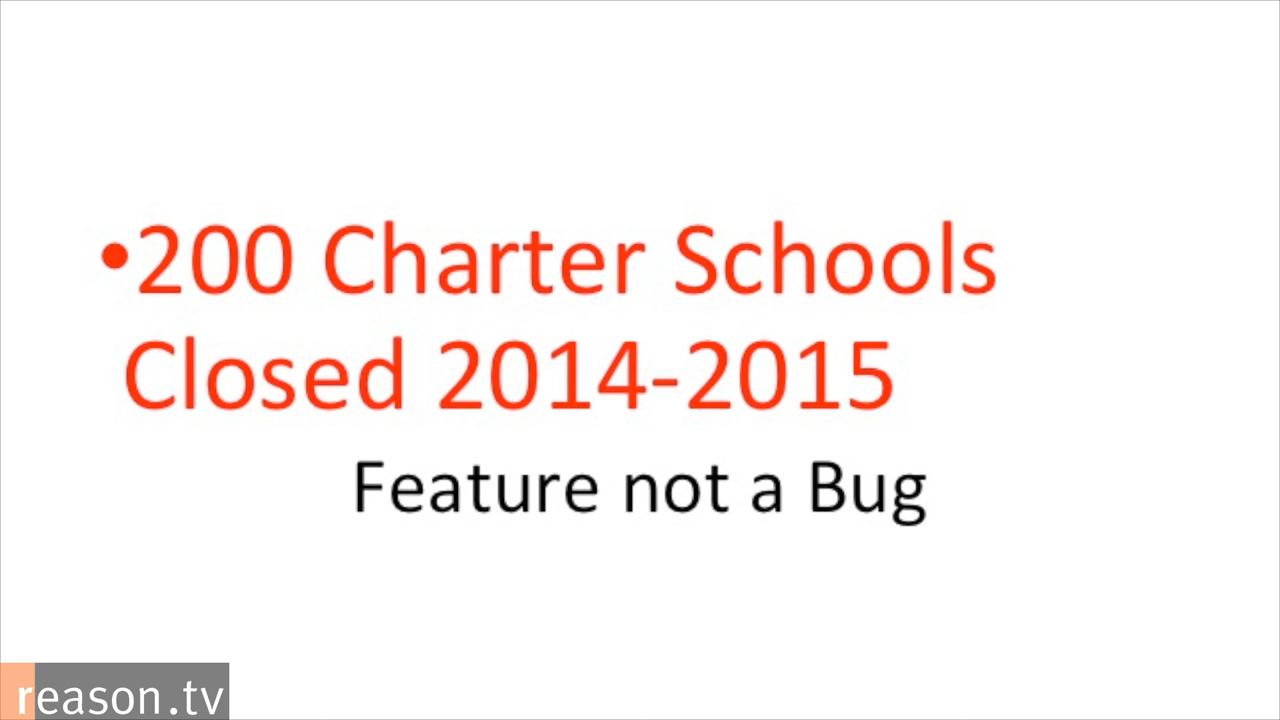 •200 Charter Schools
Closed 2014-2015
Feature not a Bug
reason.tv